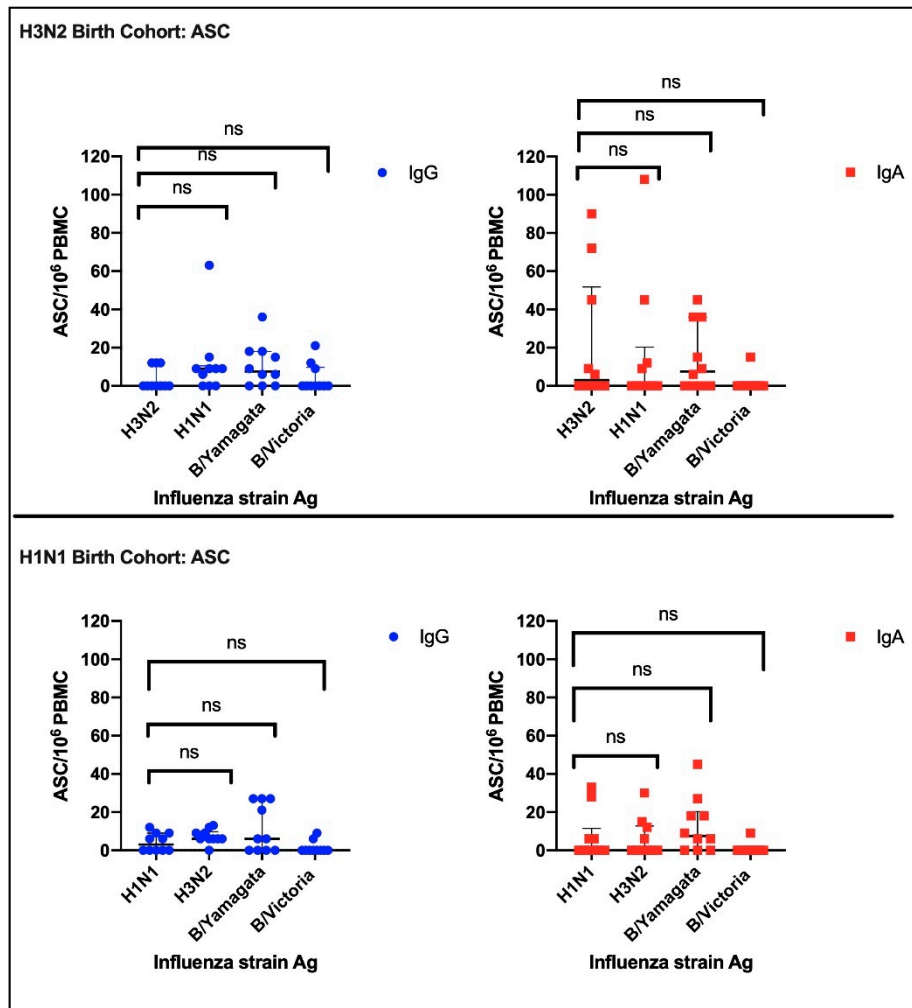 H3N2 Birth Cohort: ASC
ns
ns
ns
120
100
80
60
40
20
0
ASC/10⁶ PBMC
IgG
H3N2
H1N1
B/Yamagata
B/Victoria
Influenza strain Ag
ns
ns
ns
120
100
80
60
40
20
0
ASC/10⁶ PBMC
IgA
H3N2
H1N1
B/Yamagata
B/Victoria
Influenza strain Ag
H1N1 Birth Cohort: ASC
120
100
80
60
40
20
0
ASC/10⁶ PBMC
ns
ns
ns
IgG
H1N1
H3N2
B/Yamagata
B/Victoria
Influenza strain Ag
120
100
80
60
40
20
0
ASC/10⁶ PBMC
ns
ns
ns
IgA
H1N1
H3N2
B/Yamagata
B/Victoria
Influenza strain Ag